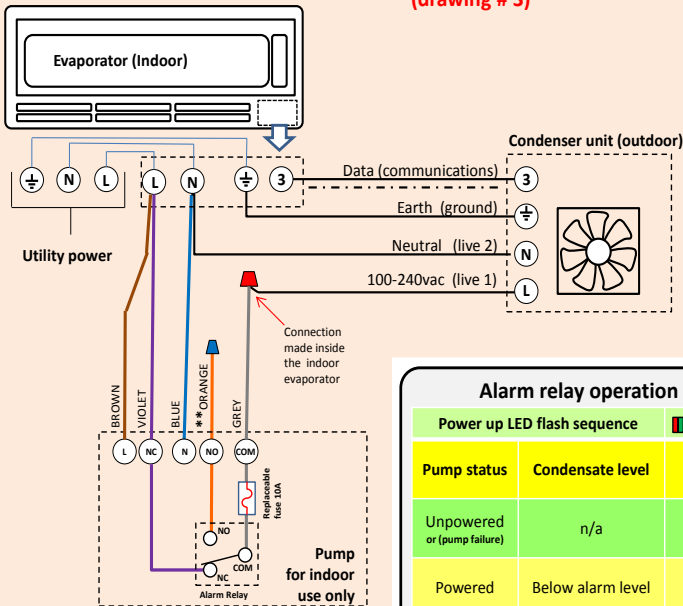 (drawing # 3)
Evaporator (Indoor)
Condenser unit (outdoor)
N
L
L
N
3
Data (communications)
3
Earth (ground)
Neutral (live 2)
N
100-240vac (live 1)
L
Utility power
Connection
made inside
the indoor
evaporator
BROWN
VIOLET
BLUE
**ORANGE
GREY
L
NC
N
NO
COM
Replaceable
fuse 10A
NO
COM
NC
Alarm Relay
Pump
for indoor
use only
Alarm relay operation
Power up LED flash sequence
Pump status
Condensate level
Unpowered
or (pump failure)
n/a
Powered
Below alarm level